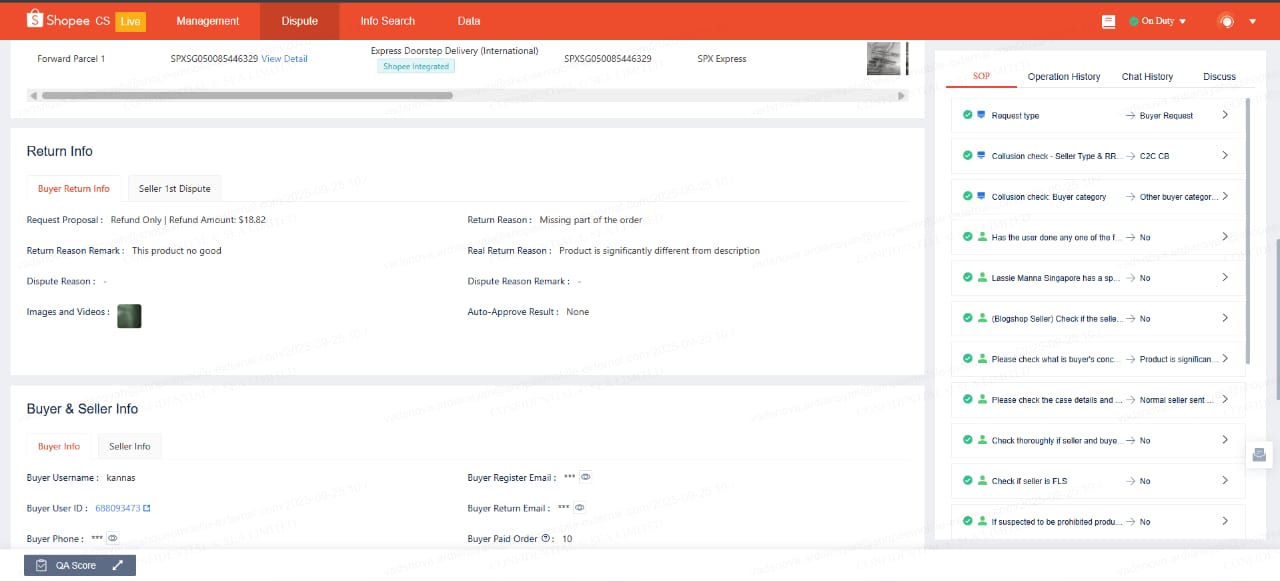 Shopee CS Live Management Dispute Info Search Data On Duty
Forward Parcel 1 SPXSG050085446329 View Detail Express Doorstep Delivery (International) SPXSG050085446329 SPX Express
Shopee Integrated
Return Info
Buyer Return Info Seller 1st Dispute
Request Proposal : Refund Only | Refund Amount: $18.82 Return Reason : Missing part of the order
Return Reason Remark : This product no good Real Return Reason : Product is significantly different from description
Dispute Reason : - Dispute Reason Remark : -
Images and Videos : Auto-Approve Result : None
Buyer & Seller Info
Buyer Info Seller Info
Buyer Username : kannas Buyer Register Email : ***
Buyer User ID : 688093473 Buyer Return Email : ***
Buyer Phone : *** Buyer Paid Order : 10
QA Score
SOP Operation History Chat History Discuss
Request type → Buyer Request
Collusion check - Seller Type & RR... → C2C CB
Collusion check: Buyer category → Other buyer categor...
Has the user done any one of the f... → No
Lassie Manna Singapore has a sp... → No
(Blogshop Seller) Check if the selle... → No
Please check what is buyer's conc... → Product is significan...
Please check the case details and ... → Normal seller sent ...
Check thoroughly if seller and buye... → No
Check if seller is FLS → No
If suspected to be prohibited produ... → No